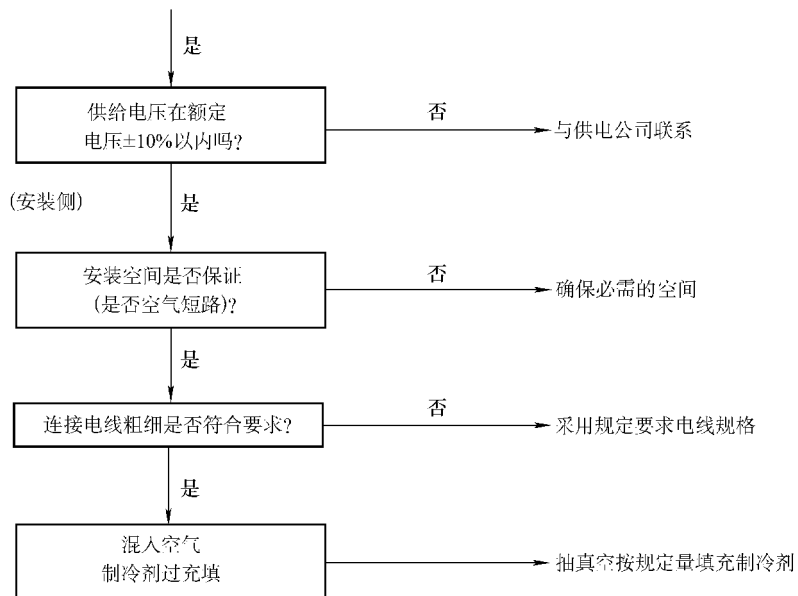 是
供给电压在额定
电压±10%以内吗?
否
与供电公司联系
(安装侧)
是
安装空间是否保证
(是否空气短路)?
否
确保必需的空间
是
连接电线粗细是否符合要求?
否
采用规定要求电线规格
是
混入空气
制冷剂过充填
抽真空按规定量填充制冷剂